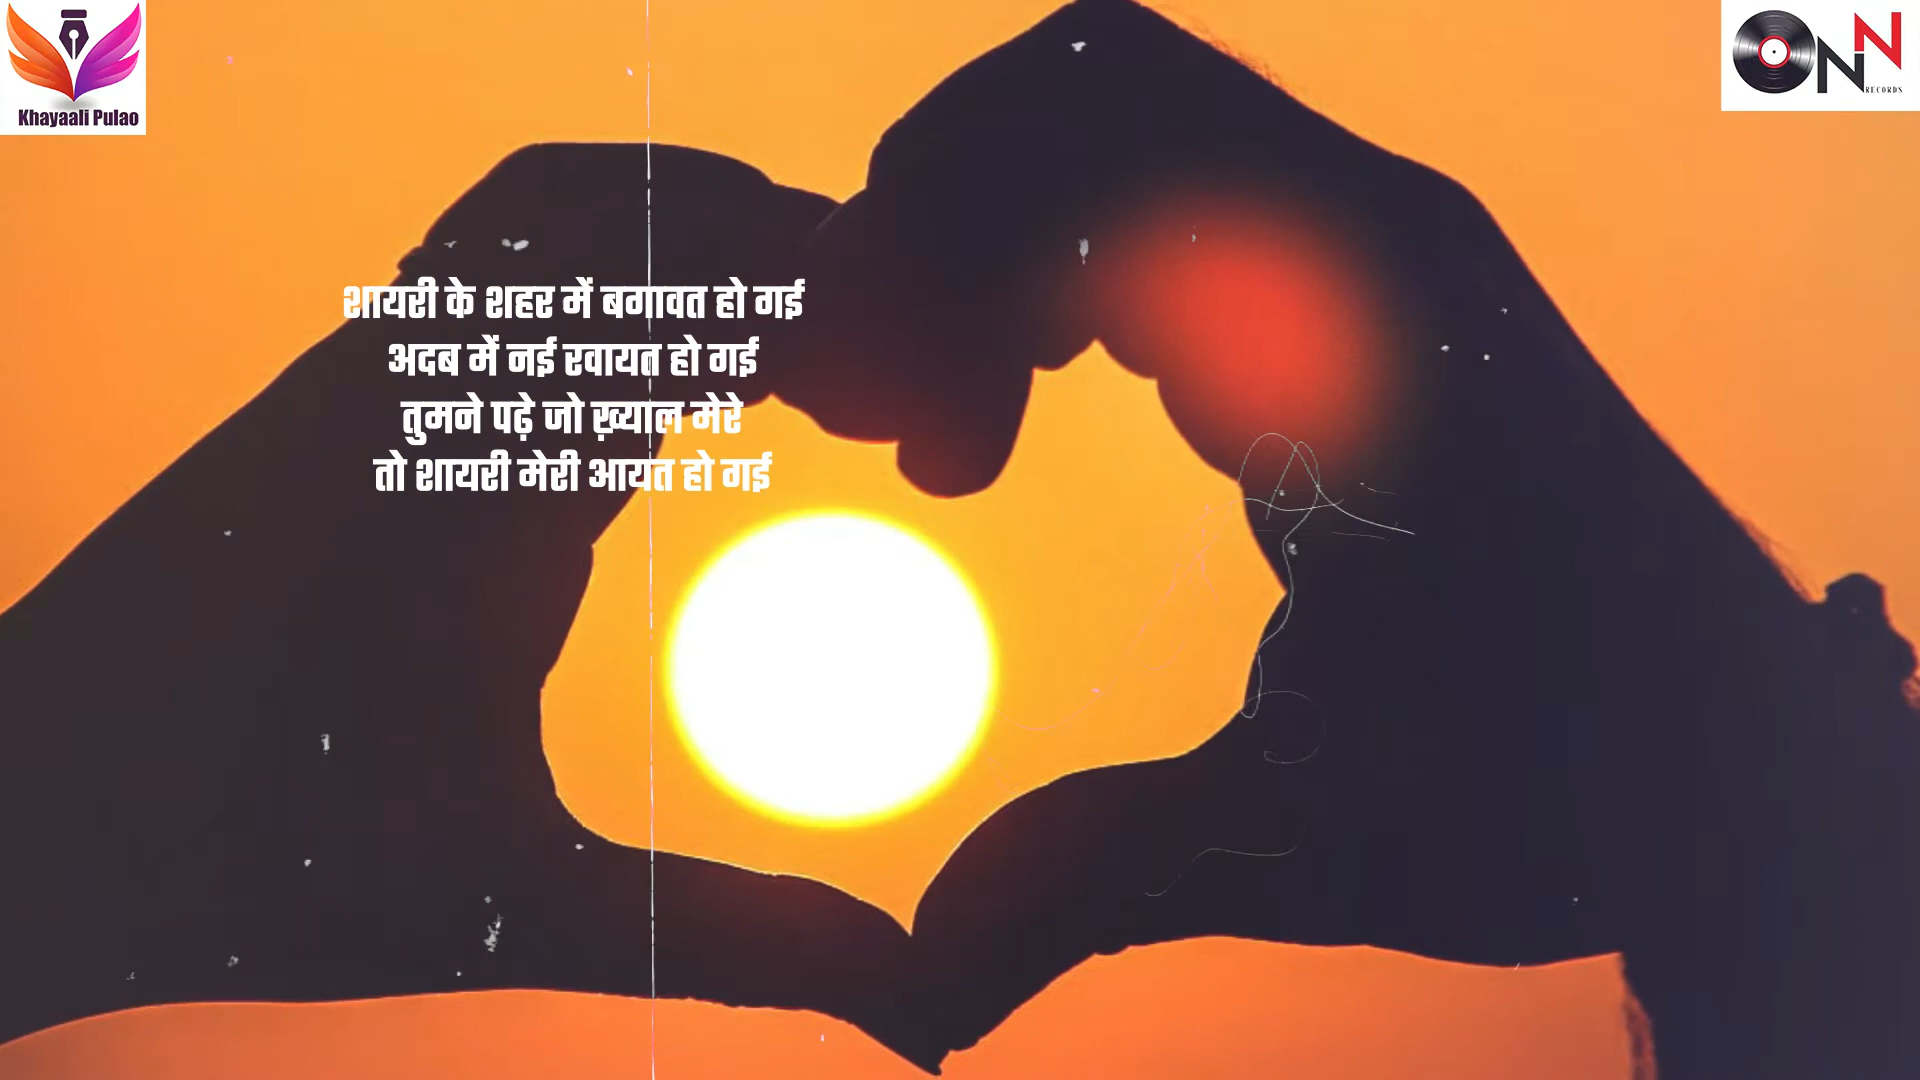 Khayaali Pulao
ONN
RECORDS
शायरी के शहर में बगावत हो गई
अदब में नई रवायत हो गई
तुमने पढ़े जो ख़्याल मेरे
तो शायरी मेरी आयत हो गई